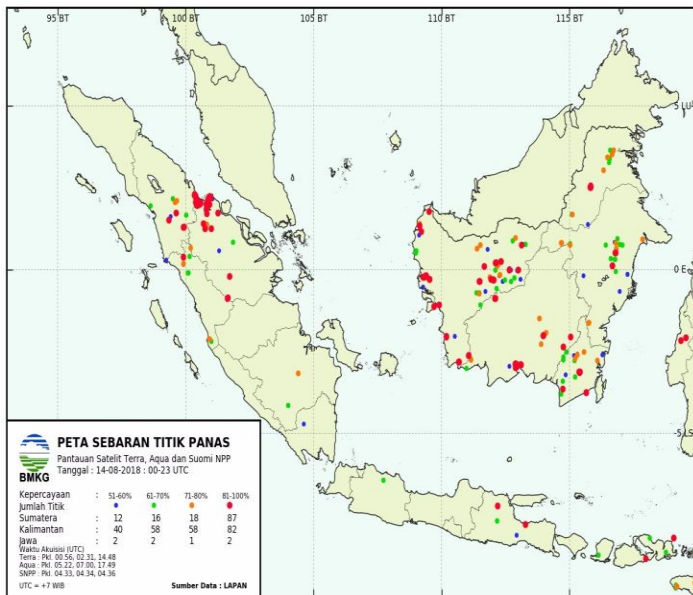 95 BT 100 BT 105 BT 110 BT 115 BT
5 LU
0 E
5 LS
BMKG
PETA SEBARAN TITIK PANAS
Pantauan Satelit Terra, Aqua dan Suomi NPP
Tanggal : 14-08-2018 : 00-23 UTC
Kepercayaan : 51-60% 61-70% 71-80% 81-100%
Jumlah Titik
Sumatera : 12 16 18 87
Kalimantan : 40 58 58 82
Jawa : 2 2 1 2
Waktu Akuisisi (UTC)
Terra : Pkl. 00.56, 02.31, 14.48
Aqua : Pkl. 05.22, 07.00, 17.49
SNPP : Pkl. 04.33, 04.34, 04.36
UTC = +7 WIB Sumber Data : LAPAN